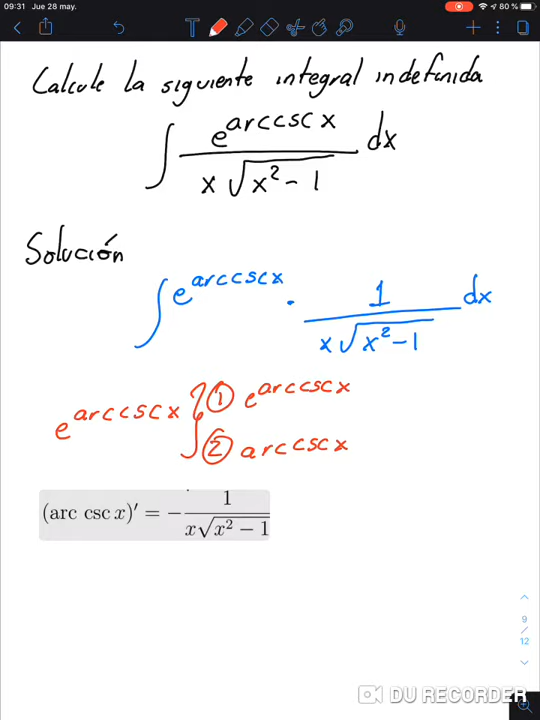 09:31 Jue 28 may. 80 %
Calcule la siguiente integral indefinida
∫ e^{arccsc x} / x√(x² − 1) dx
Solución
∫ e^{arccsc x} · 1 / x√(x² − 1) dx
e^{arccsc x} ① e^{arccsc x}
② arccsc x
(arc csc x)′ = − 1 / x√(x² − 1)
9
/
12
DU RECORDER